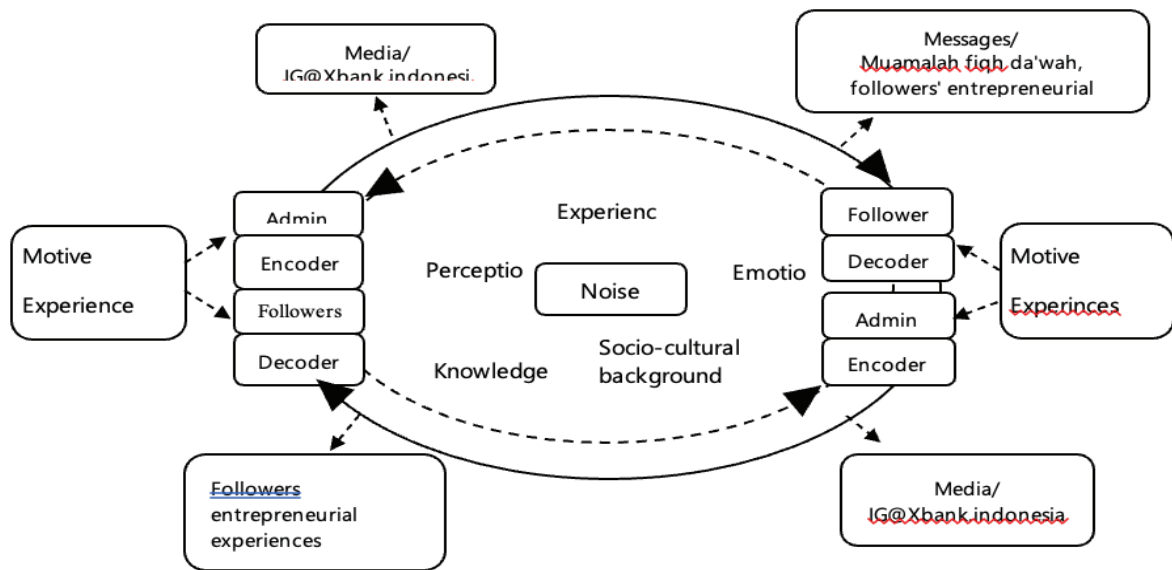 Media/
IG@Xbank.indonesi
Messages/
Muamalah fiqh da'wah,
followers' entrepreneurial
Admin
Encoder
Followers
Decoder
Motive
Experience
Experienc
Perceptio
Noise
Emotio
Knowledge
Socio-cultural
background
Follower
Decoder
Admin
Encoder
Motive
Experinces
Followers
entrepreneurial
experiences
Media/
IG@Xbank.indonesia